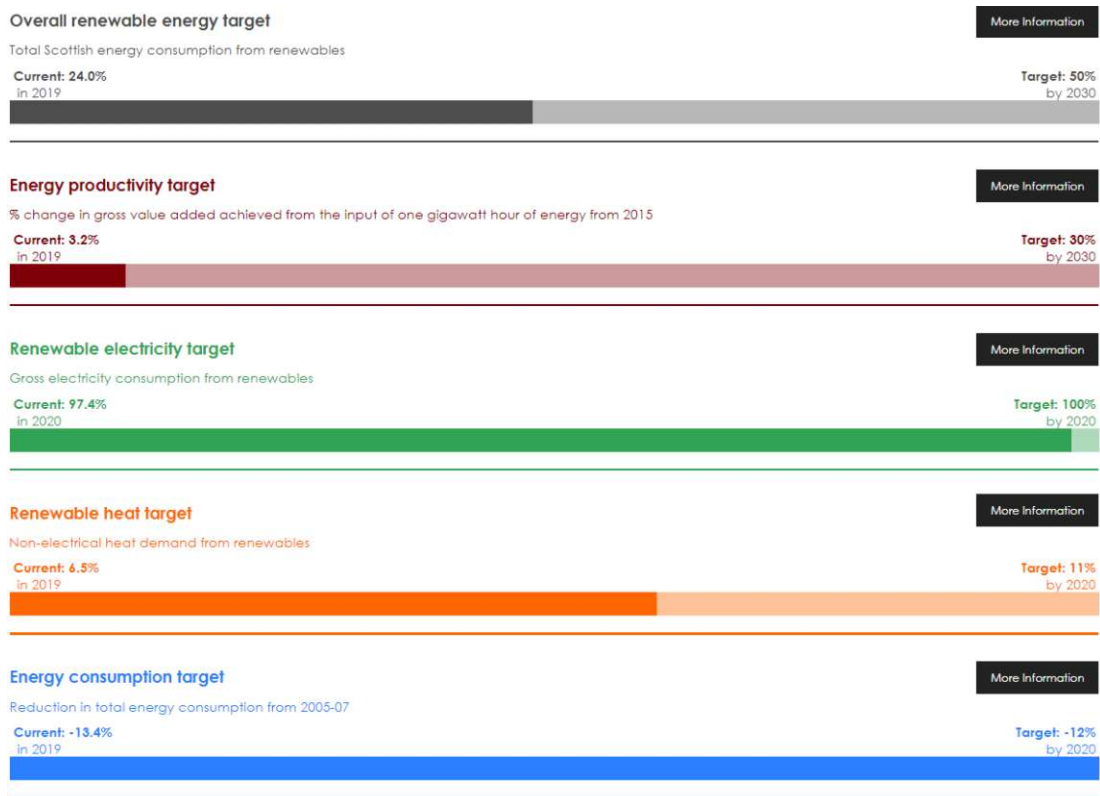 Overall renewable energy target
More Information
Total Scottish energy consumption from renewables
Current: 24.0%
Target: 50%
in 2019
by 2030
Energy productivity target
More Information
% change in gross value added achieved from the input of one gigawatt hour of energy from 2015
Current: 3.2%
Target: 30%
in 2019
by 2030
Renewable electricity target
More Information
Gross electricity consumption from renewables
Current: 97.4%
Target: 100%
in 2020
by 2020
Renewable heat target
More Information
Non-electrical heat demand from renewables
Current: 6.5%
Target: 11%
in 2019
by 2020
Energy consumption target
More Information
Reduction in total energy consumption from 2005-07
Current: -13.4%
Target: -12%
in 2019
by 2020